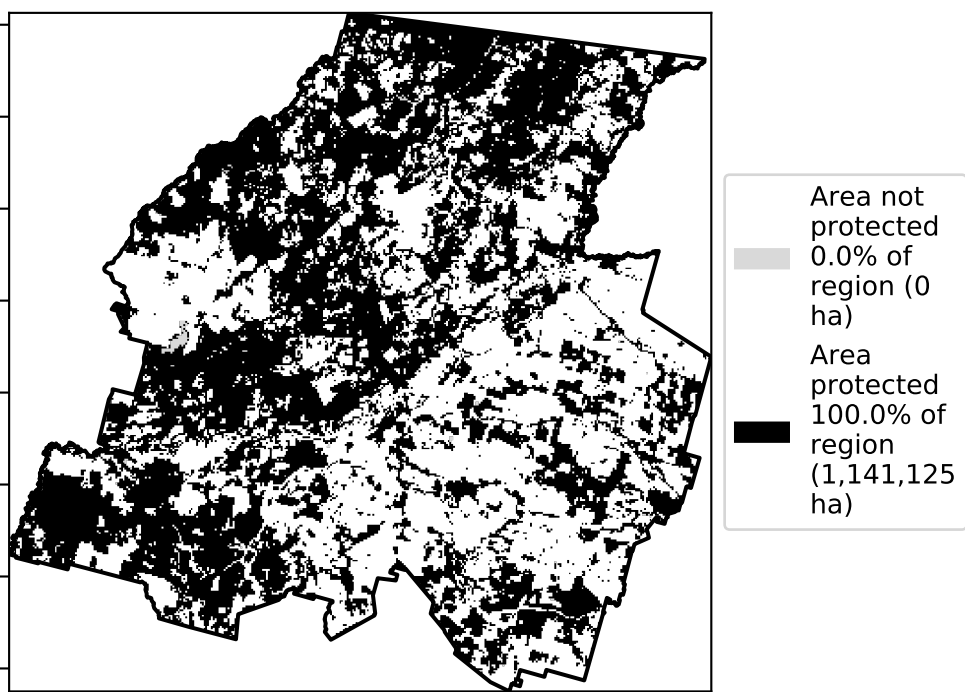 Area not
protected
0.0% of
region (0
ha)
Area
protected
100.0% of
region
(1,141,125
ha)